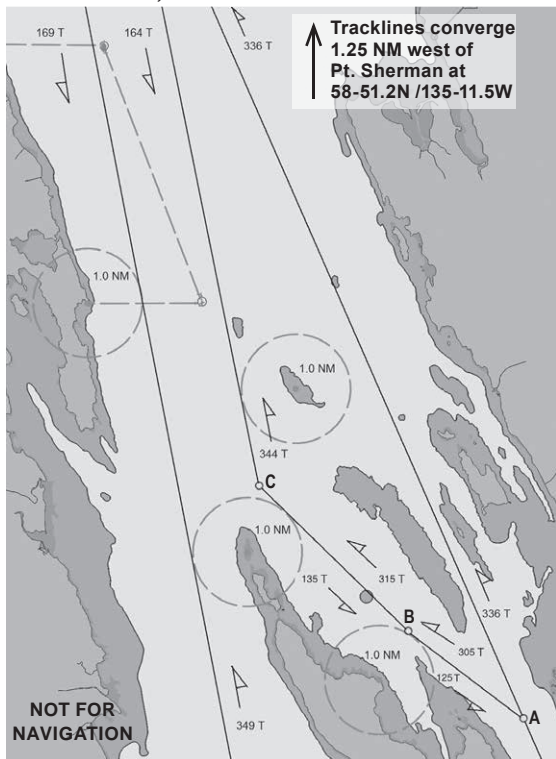 169 T
164 T
336 T
Tracklines converge
1.25 NM west of
Pt. Sherman at
58-51.2N /135-11.5W
1.0 NM
1.0 NM
344 T
C
1.0 NM
135 T
315 T
B
336 T
305 T
1.0 NM
125 T
A
349 T
NOT FOR
NAVIGATION